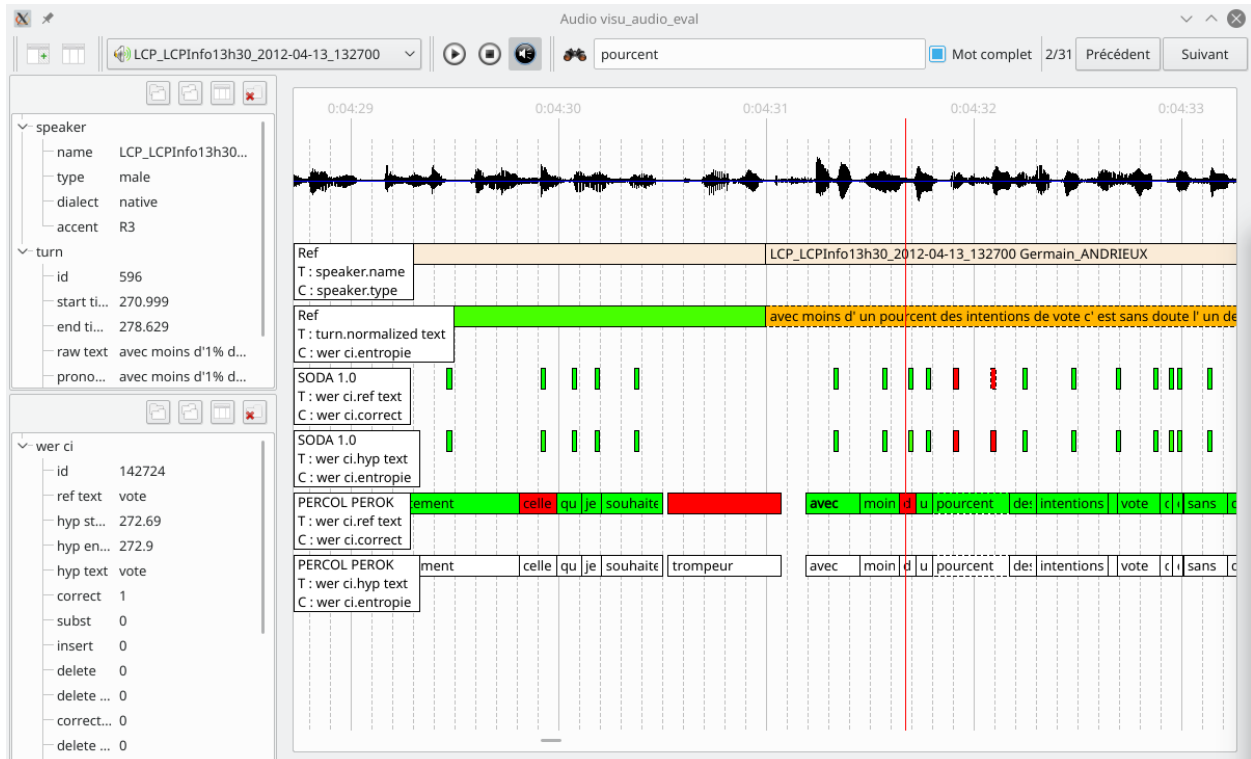 Audio visu_audio_eval
LCP_LCPInfo13h30_2012-04-13_132700
pourcent
Mot complet
2/31
Précédent
Suivant
speaker
name LCP_LCPInfo13h30...
type male
dialect native
accent R3
turn
id 596
start ti... 270.999
end ti... 278.629
raw text avec moins d'1% d...
prono... avec moins d'1% d...
wer ci
id 142724
ref text vote
hyp st... 272.69
hyp en... 272.9
hyp text vote
correct 1
subst 0
insert 0
delete 0
delete ... 0
correct... 0
delete ... 0
0:04:29 0:04:30 0:04:31 0:04:32 0:04:33
Ref
T : speaker.name
C : speaker.type
LCP_LCPInfo13h30_2012-04-13_132700 Germain_ANDRIEUX
Ref
T : turn.normalized text
C : wer ci.entropie
avec moins d' un pourcent des intentions de vote c' est sans doute l' un de
SODA 1.0
T : wer ci.ref text
C : wer ci.correct
SODA 1.0
T : wer ci.hyp text
C : wer ci.entropie
PERCOL PEROK
T : wer ci.ref text
C : wer ci.correct
ement celle qu je souhaite avec moin d u pourcent des intentions vote c sans
PERCOL PEROK
T : wer ci.hyp text
C : wer ci.entropie
ment celle qu je souhaite trompeur avec moin d u pourcent des intentions vote c sans